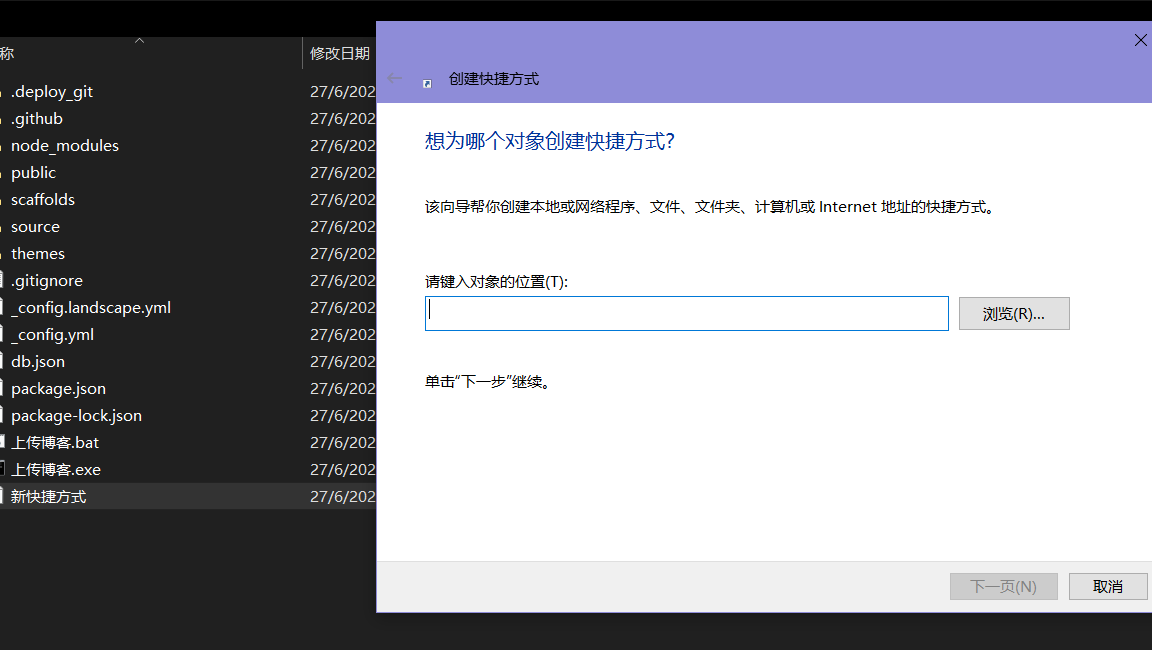 称 修改日期
.deploy_git 27/6/202
.github 27/6/202
node_modules 27/6/202
public 27/6/202
scaffolds 27/6/202
source 27/6/202
themes 27/6/202
.gitignore 27/6/202
_config.landscape.yml 27/6/202
_config.yml 27/6/202
db.json 27/6/202
package.json 27/6/202
package-lock.json 27/6/202
上传博客.bat 27/6/202
上传博客.exe 27/6/202
新快捷方式 27/6/202
创建快捷方式
想为哪个对象创建快捷方式?
该向导帮你创建本地或网络程序、文件、文件夹、计算机或 Internet 地址的快捷方式。
请键入对象的位置(T):
浏览(R)...
单击“下一步”继续。
下一页(N) 取消